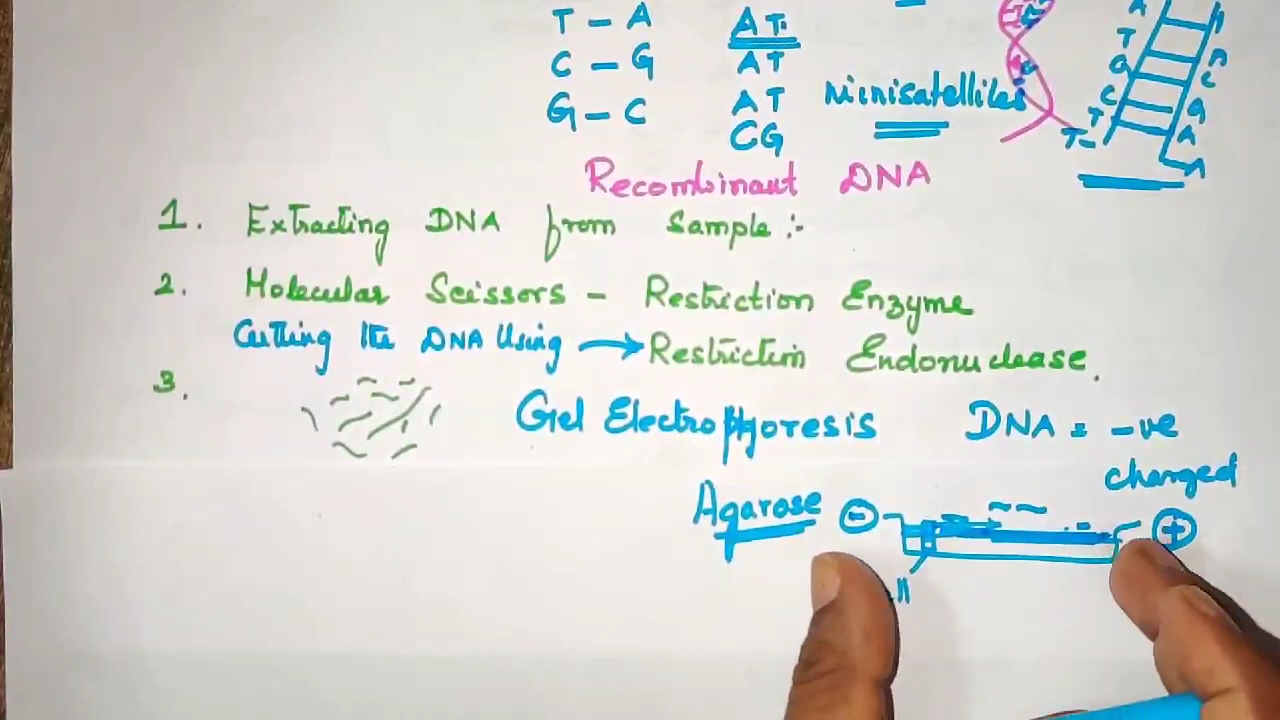 T - A AT.
C - G AT
G - C AT Minisatellites
CG
Recombinant DNA
1. Extracting DNA from Sample :-
2. Molecular Scissors - Restriction Enzyme
Cutting the DNA Using → Restriction Endonuclease.
3. Gel Electrophoresis DNA = -ve
charged
Agarose - +
A
T
G
C
T
T-
A
C
G
A
A